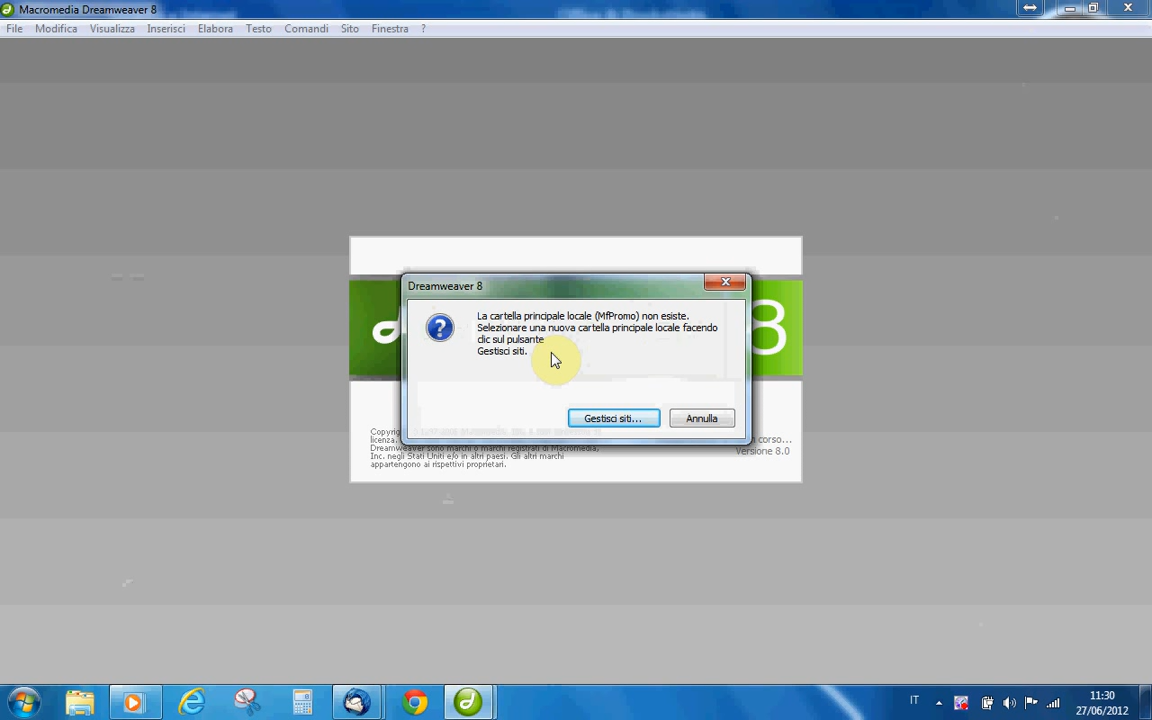 Macromedia Dreamweaver 8
File Modifica Visualizza Inserisci Elabora Testo Comandi Sito Finestra ?
Dreamweaver 8
La cartella principale locale (MfPromo) non esiste.
Selezionare una nuova cartella principale locale facendo
clic sul pulsante
Gestisci siti.
8
Gestisci siti...
Annulla
corso...
Versione 8.0
licenza.
Dreamweaver sono marchi o marchi registrati di Macromedia,
Inc. negli Stati Uniti e/o in altri paesi. Gli altri marchi
appartengono ai rispettivi proprietari.
IT
11:30
27/06/2012